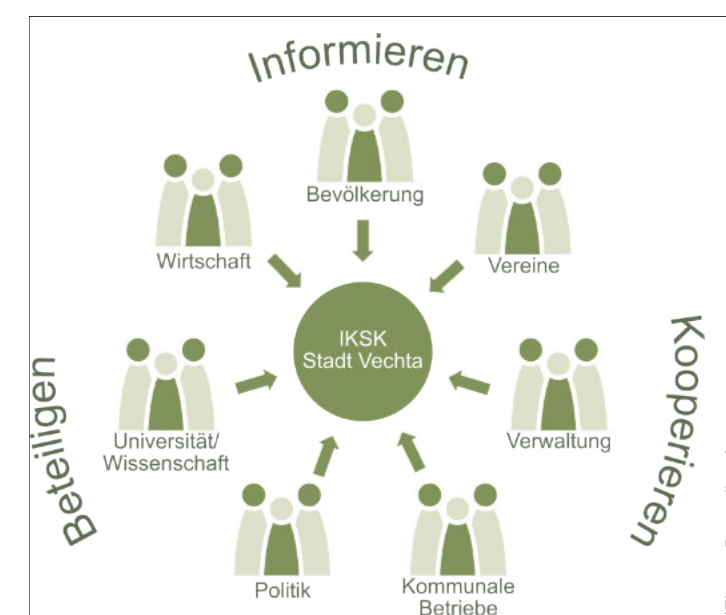 Informieren
Bevölkerung
Wirtschaft
Vereine
IKSK
Stadt Vechta
Kooperieren
Beteiligen
Universität/
Wissenschaft
Verwaltung
Politik
Kommunale
Betriebe